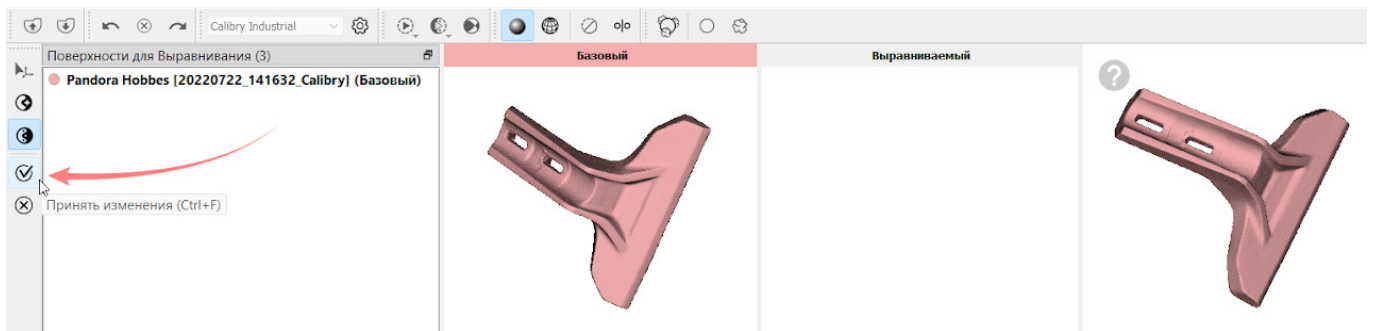 Calibry Industrial
Поверхности для Выравнивания (3)
Базовый
Выравниваемый
Pandora Hobbes [20220722_141632_Calibry] (Базовый)
?
Принять изменения (Ctrl+F)